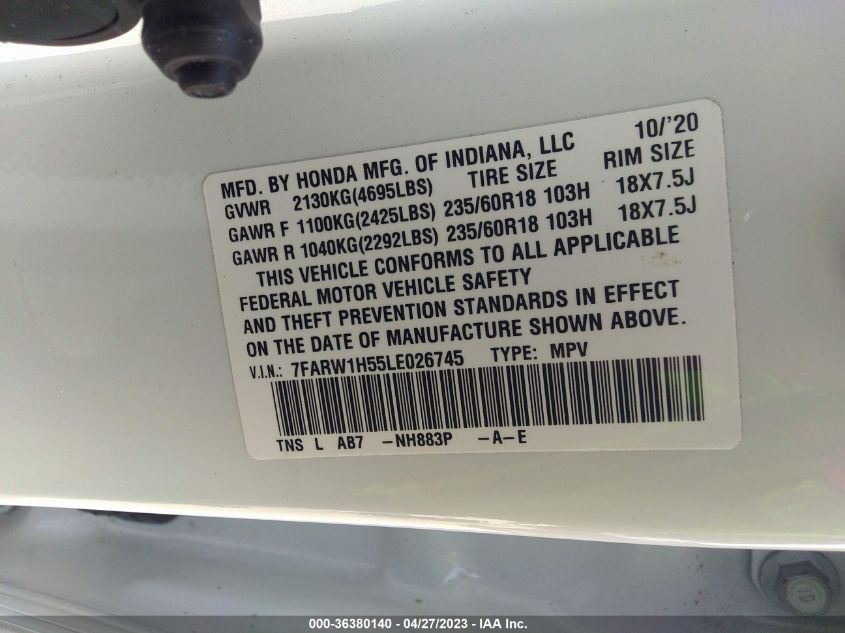 10/'20
MFD. BY HONDA MFG. OF INDIANA, LLC
GVWR 2130KG(4695LBS) TIRE SIZE RIM SIZE
GAWR F 1100KG(2425LBS) 235/60R18 103H 18X7.5J
GAWR R 1040KG(2292LBS) 235/60R18 103H 18X7.5J
THIS VEHICLE CONFORMS TO ALL APPLICABLE
FEDERAL MOTOR VEHICLE SAFETY
AND THEFT PREVENTION STANDARDS IN EFFECT
ON THE DATE OF MANUFACTURE SHOWN ABOVE.
V.I.N.: 7FARW1H55LE026745 TYPE: MPV
TNS L AB7 -NH883P -A-E
000-36380140 - 04/27/2023 - IAA Inc.